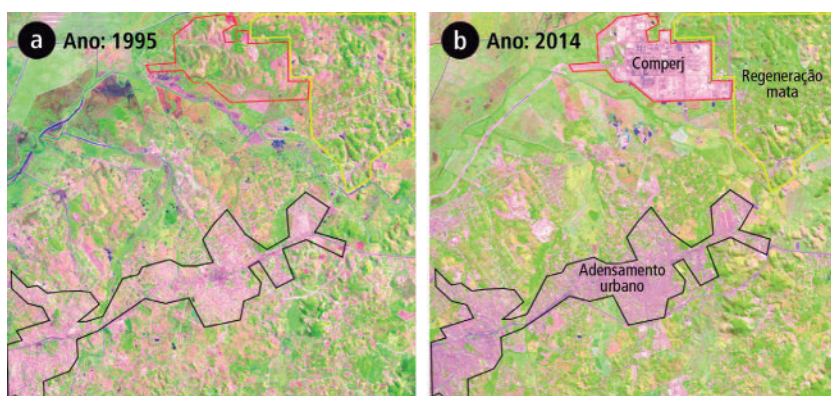 a Ano: 1995
b Ano: 2014
Comperj
Regeneração
mata
Adensamento
urbano